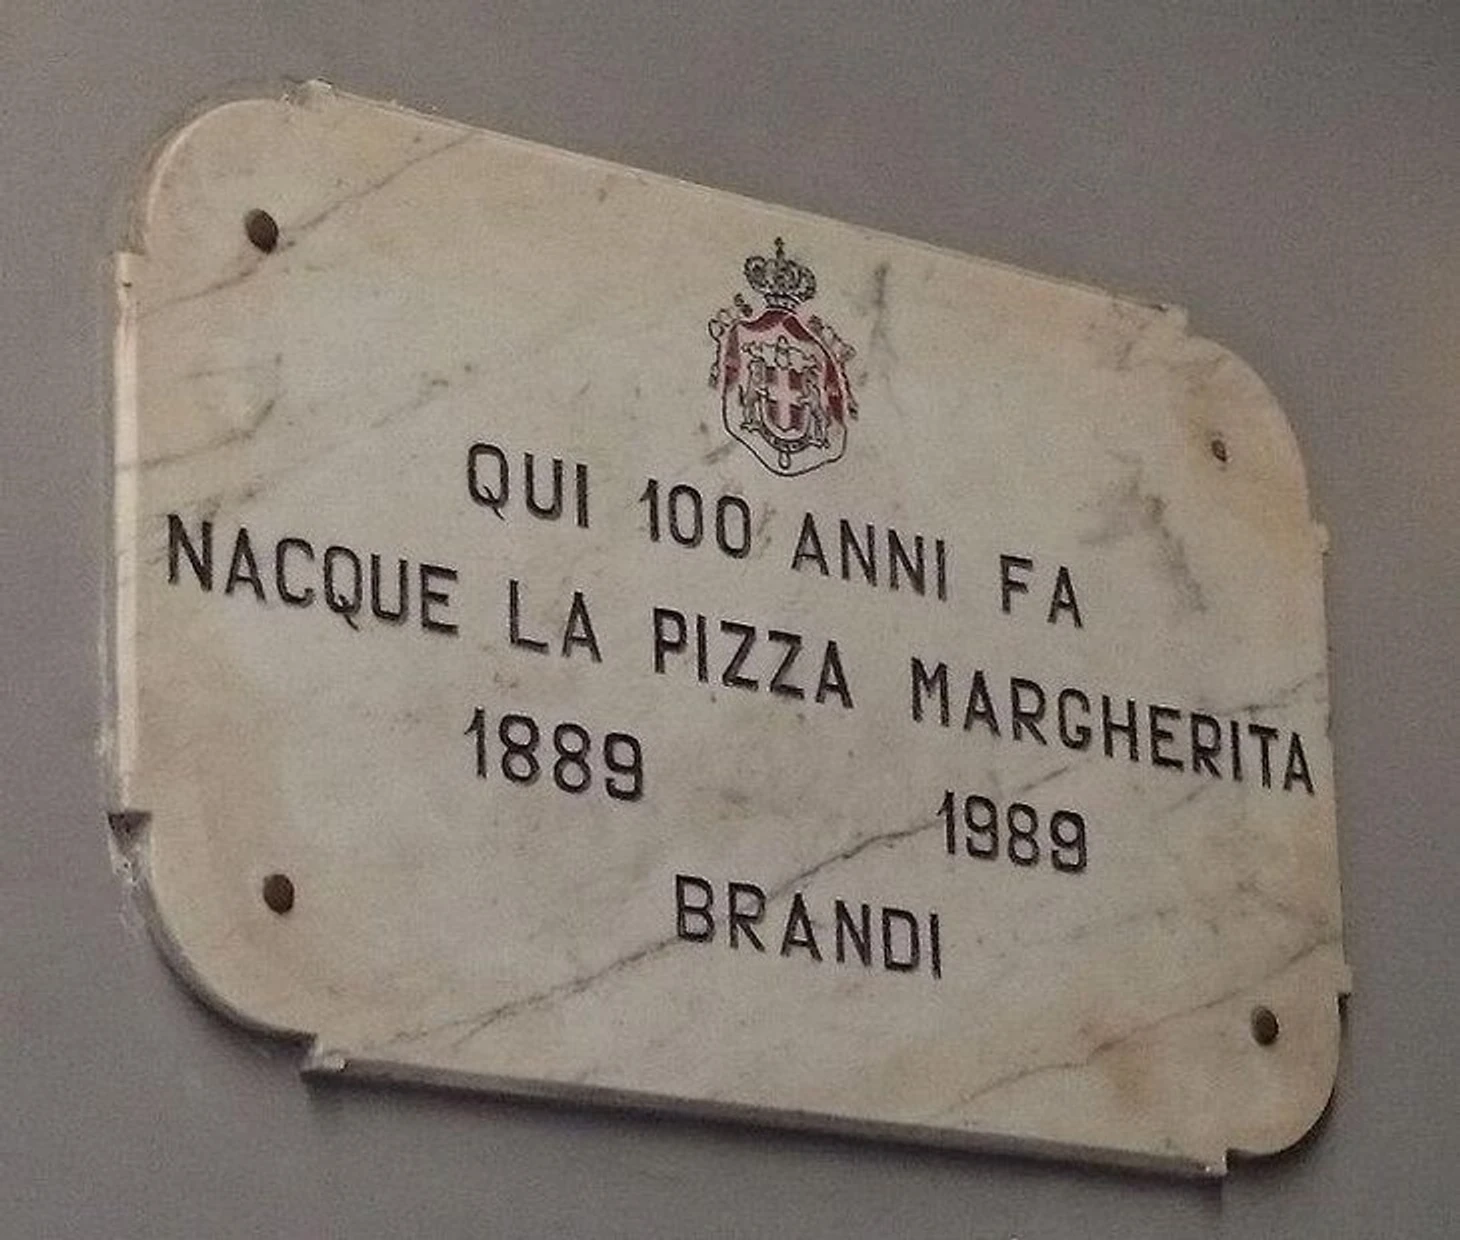 QUI 100 ANNI FA
NACQUE LA PIZZA MARGHERITA
1889 1989
BRANDI